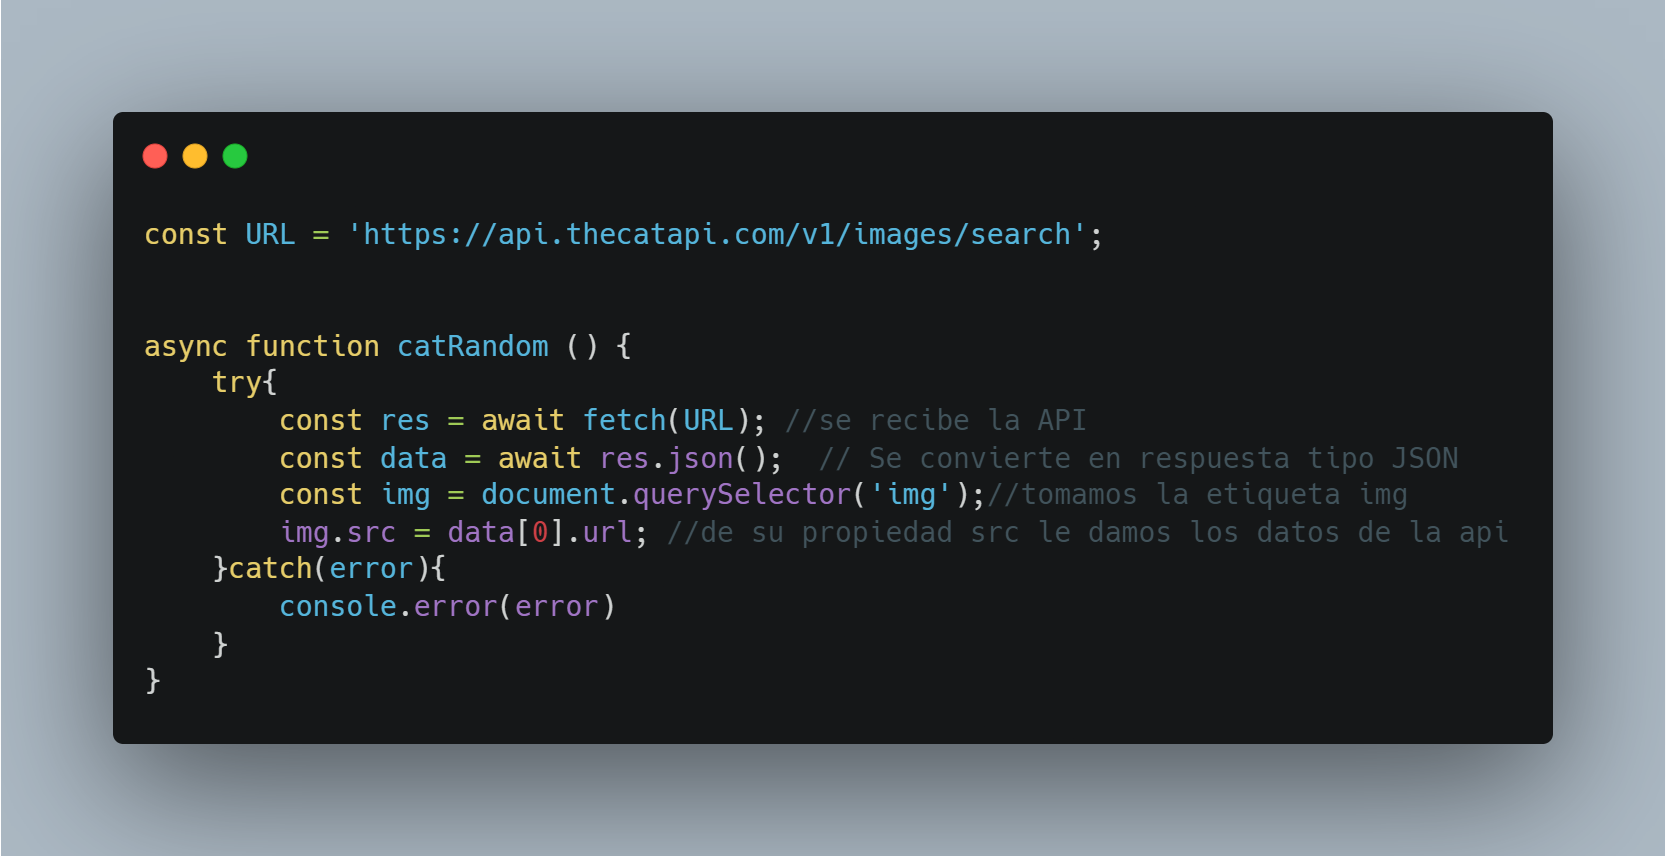 const URL = 'https://api.thecatapi.com/v1/images/search';
async function catRandom () {
try{
const res = await fetch(URL); //se recibe la API
const data = await res.json();  // Se convierte en respuesta tipo JSON
const img = document.querySelector('img');//tomamos la etiqueta img
img.src = data[0].url; //de su propiedad src le damos los datos de la api
}catch(error){
console.error(error)
}
}